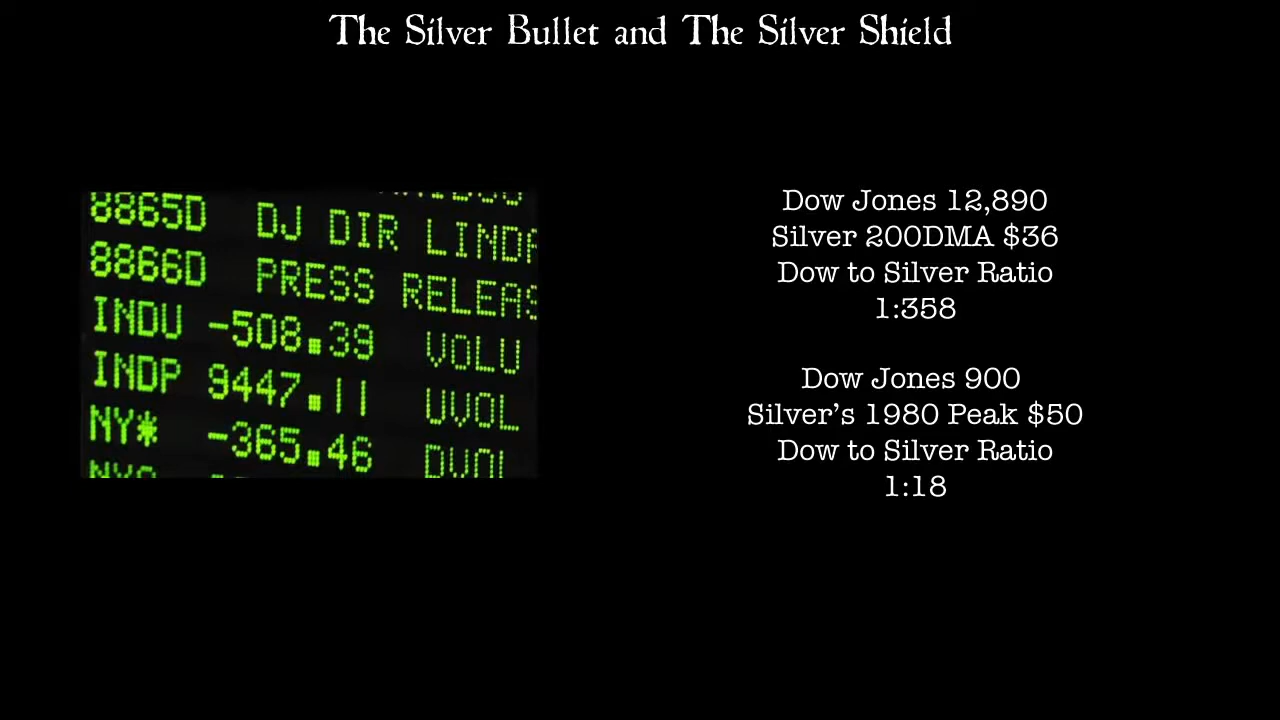 The Silver Bullet and The Silver Shield
8865D DJ DIR LINDA
8866D PRESS RELEAS
INDU -508.39 VOLU
INDP 9447.11 UVOL
NY* -365.46 DVOL
Dow Jones 12,890
Silver 200DMA $36
Dow to Silver Ratio
1:358
Dow Jones 900
Silver's 1980 Peak $50
Dow to Silver Ratio
1:18